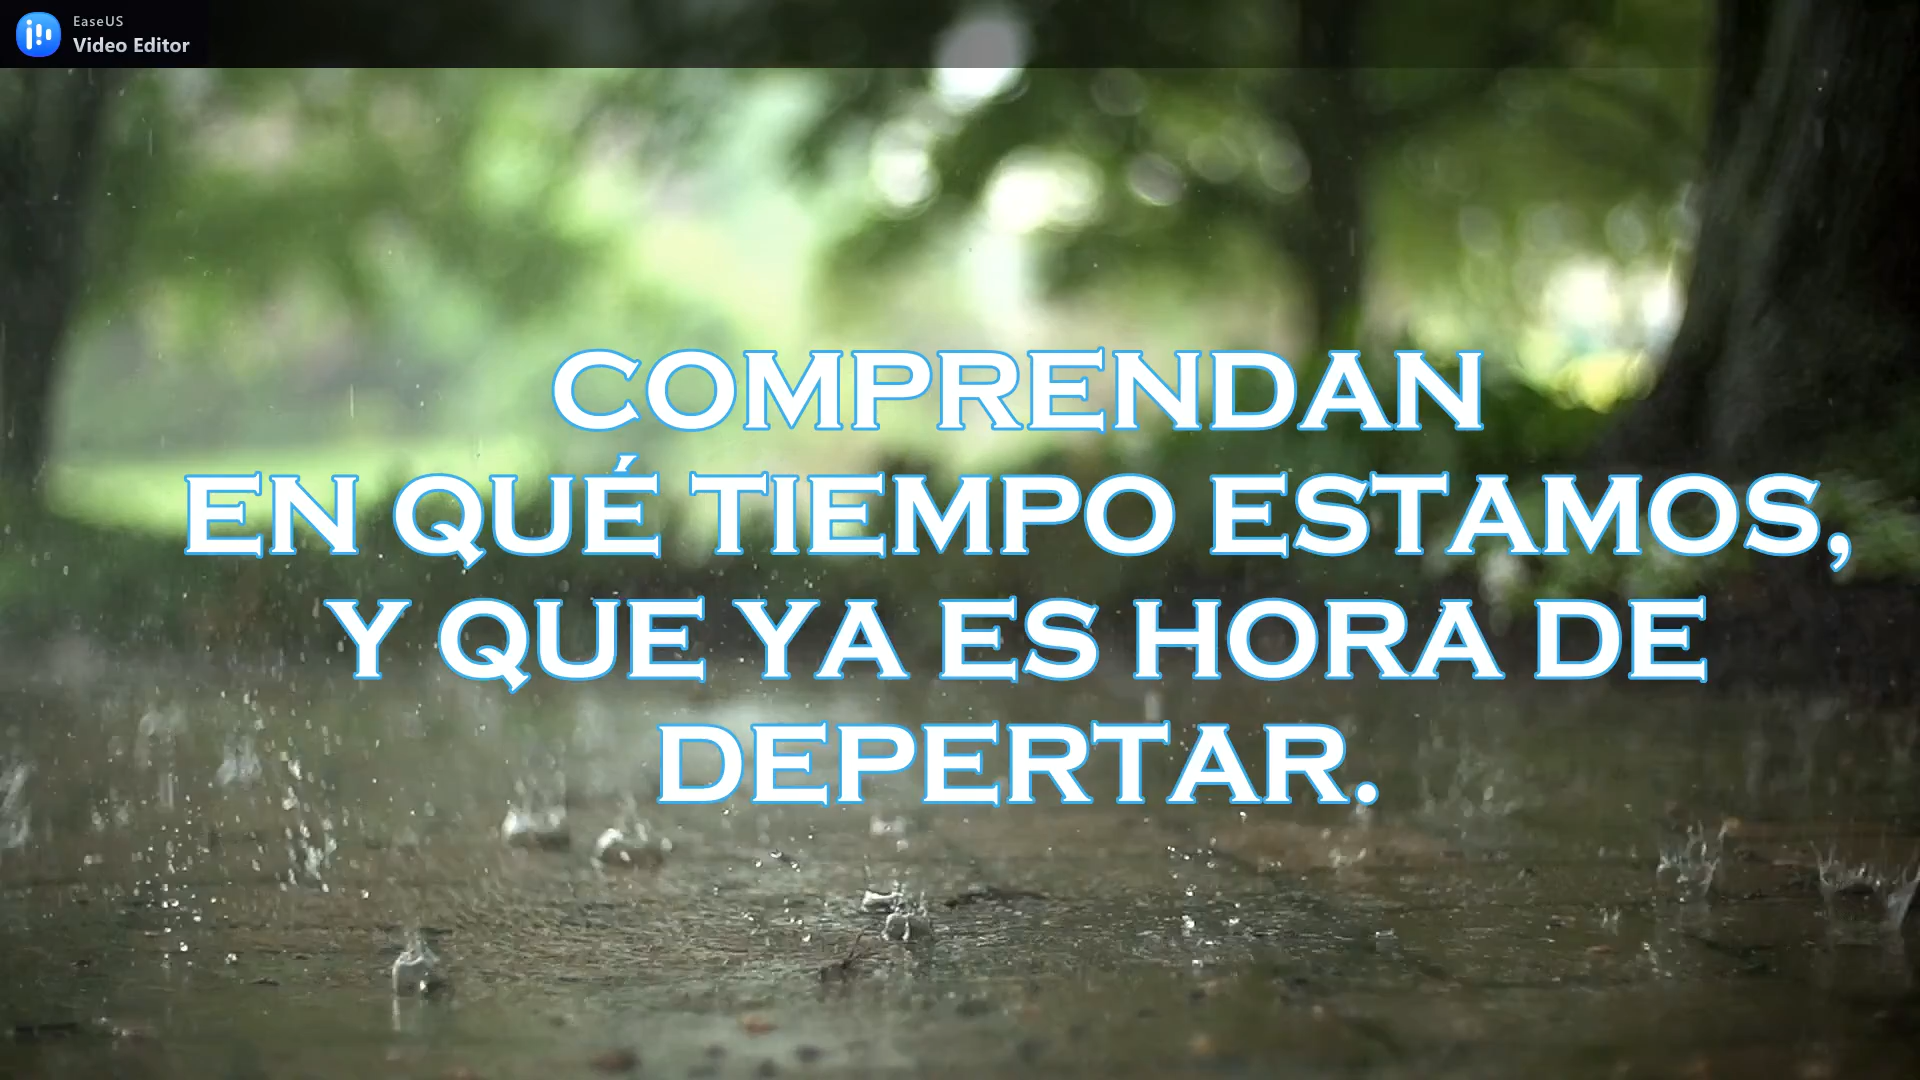 EaseUS
Video Editor
COMPRENDAN
EN QUÉ TIEMPO ESTAMOS,
Y QUE YA ES HORA DE
DEPERTAR.